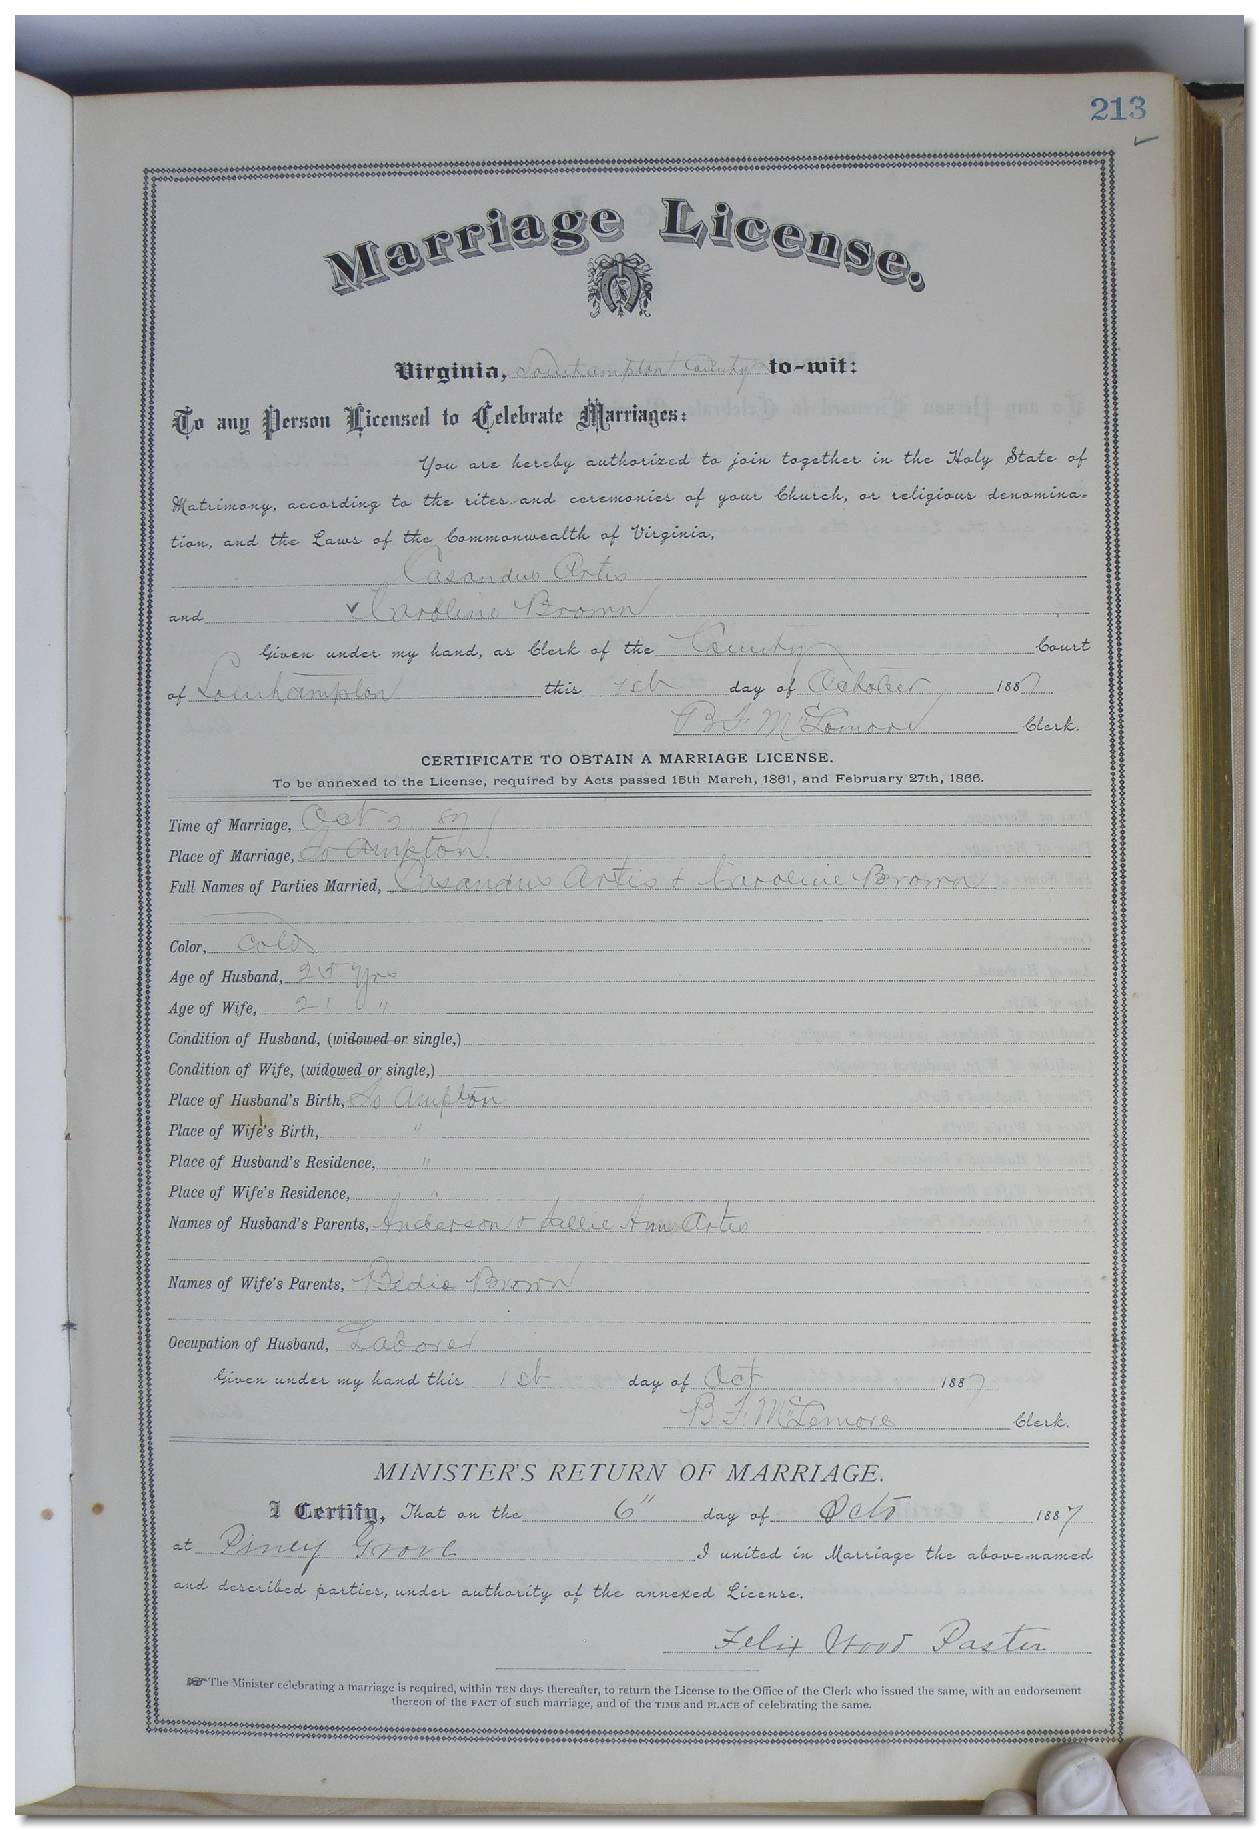 213
Marriage License.
Virginia, Southampton County to-wit:
To any Person Licensed to Celebrate Marriages:
You are hereby authorized to join together in the Holy State of
Matrimony, according to the rites and ceremonies of your Church, or religious denomina-
tion, and the Laws of the Commonwealth of Virginia,
Casandus Artis
and Caroline Brown
Given under my hand, as Clerk of the County Court
of Southampton this 1st day of October 1887
B F McLemore Clerk.
CERTIFICATE TO OBTAIN A MARRIAGE LICENSE.
To be annexed to the License, required by Acts passed 15th March, 1861, and February 27th, 1866.
Time of Marriage, Oct 87
Place of Marriage, So Ampton
Full Names of Parties Married, Casandus Artis & Caroline Brown
Color, Cold
Age of Husband, 25 yrs
Age of Wife, 21 "
Condition of Husband, (widowed or single,)
Condition of Wife, (widowed or single,)
Place of Husband's Birth, So Ampton
Place of Wife's Birth, "
Place of Husband's Residence, "
Place of Wife's Residence, "
Names of Husband's Parents, Anderson & Sallie Ann Artis
Names of Wife's Parents, Bedie Brown
Occupation of Husband, Laborer
Given under my hand this 1st day of Oct 1887
B F McLemore Clerk.
MINISTER'S RETURN OF MARRIAGE.
I Certify, That on the 6" day of Octo 1887
at Piney Grove I united in Marriage the above-named
and described parties, under authority of the annexed License.
Felix Wood Paster
The Minister celebrating a marriage is required, within TEN days thereafter, to return the License to the Office of the Clerk who issued the same, with an endorsement
thereon of the FACT of such marriage, and of the TIME and PLACE of celebrating the same.